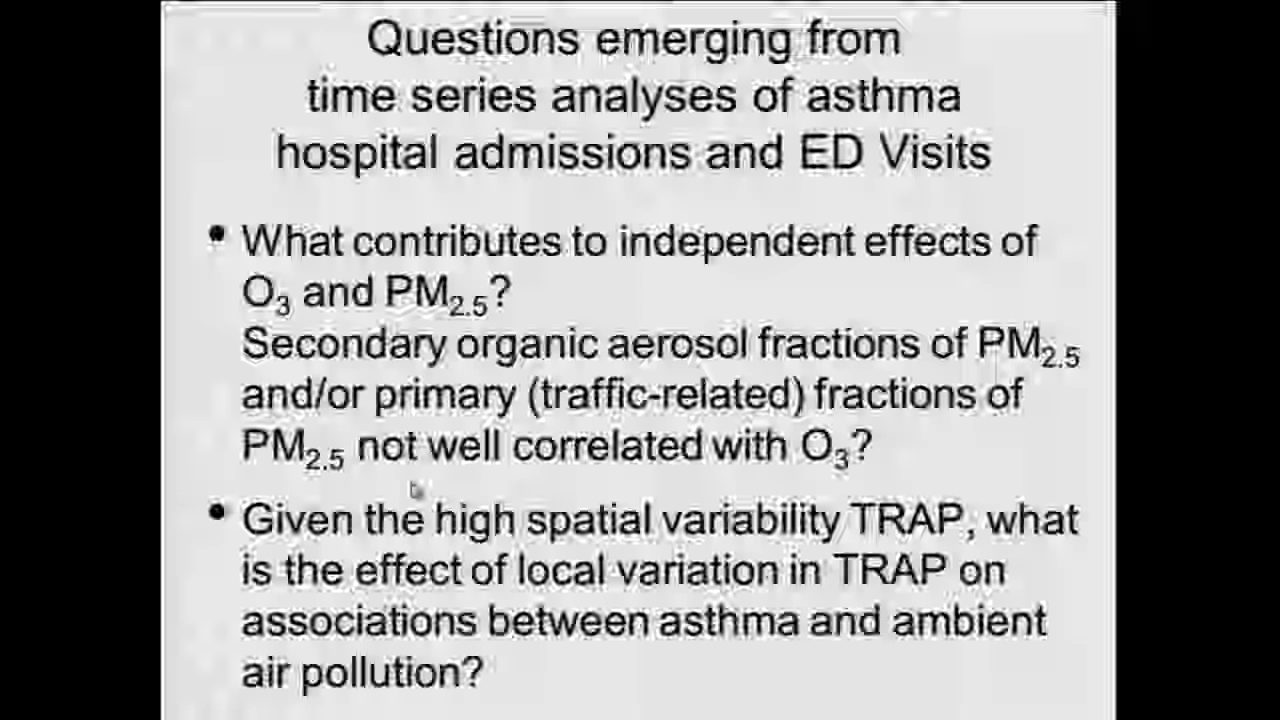 Questions emerging from
time series analyses of asthma
hospital admissions and ED Visits
• What contributes to independent effects of
O₃ and PM₂.₅?
Secondary organic aerosol fractions of PM₂.₅
and/or primary (traffic-related) fractions of
PM₂.₅ not well correlated with O₃?
• Given the high spatial variability TRAP, what
is the effect of local variation in TRAP on
associations between asthma and ambient
air pollution?